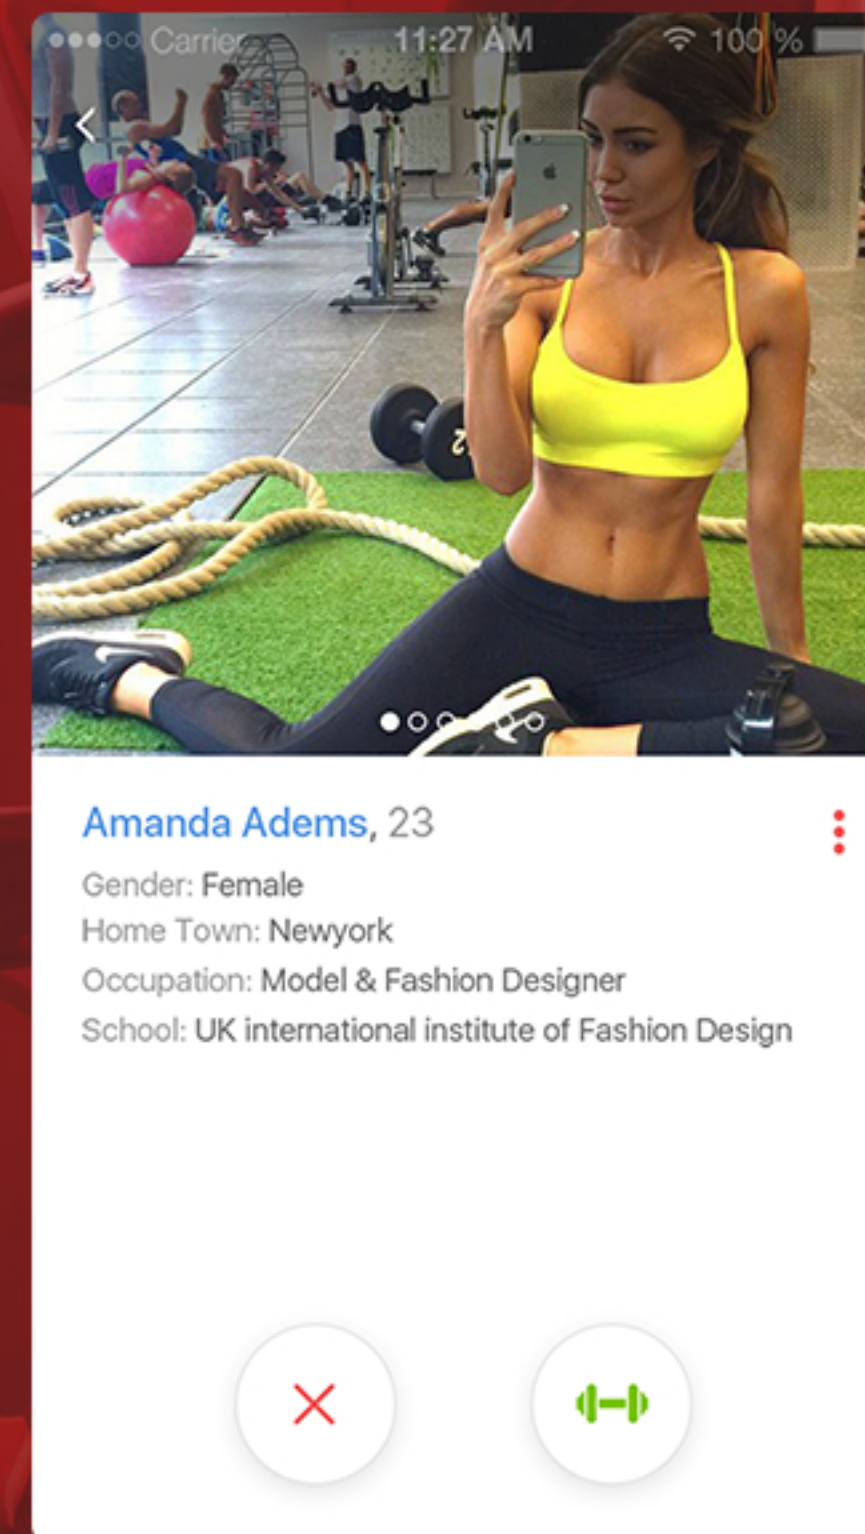 Carrier 11:27 AM 100 %
Amanda Adems, 23
Gender: Female
Home Town: Newyork
Occupation: Model & Fashion Designer
School: UK international institute of Fashion Design